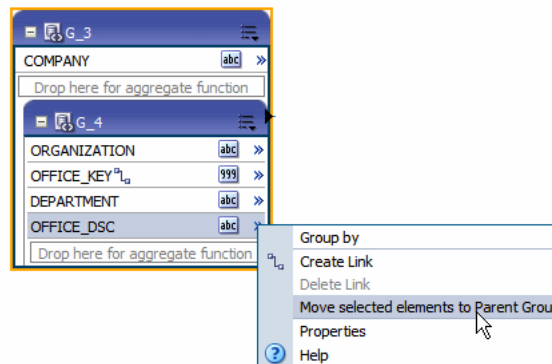 G_3
COMPANY abc »
Drop here for aggregate function
G_4
ORGANIZATION abc »
OFFICE_KEY 999 »
DEPARTMENT abc »
OFFICE_DSC abc »
Drop here for aggregate function
Group by
Create Link
Delete Link
Move selected elements to Parent Grou
Properties
? Help